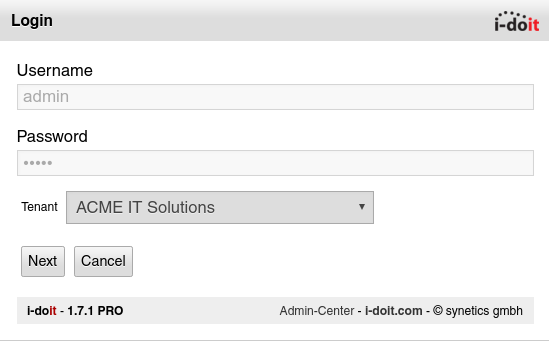 Login
i-doit
Username
admin
Password
•••••
Tenant ACME IT Solutions
Next Cancel
i-doit - 1.7.1 PRO Admin-Center - i-doit.com - © synetics gmbh